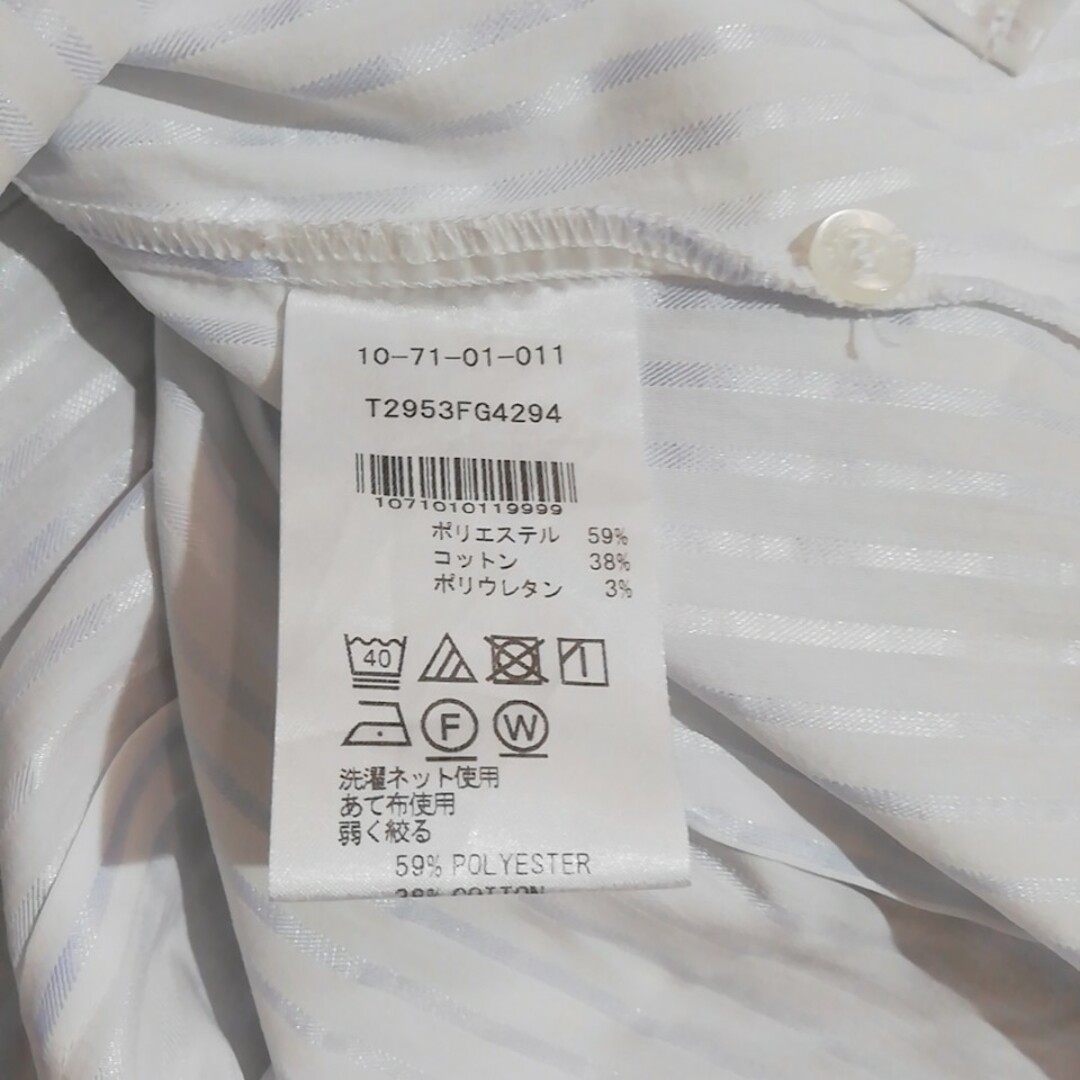 10-71-01-011
T2953FG4294
1071010119999
ポリエステル 59%
コットン 38%
ポリウレタン 3%
40
F W
洗濯ネット使用
あて布使用
弱く絞る
59% POLYESTER
38% COTTON